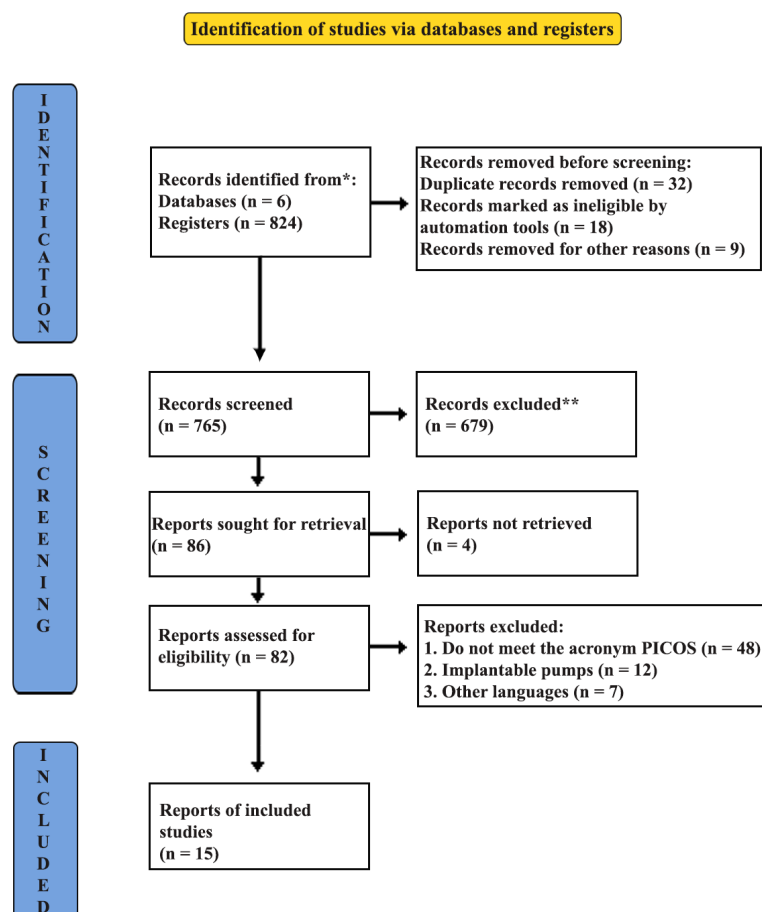 Identification of studies via databases and registers
IDENTIFICATION
Records identified from*:
Databases (n = 6)
Registers (n = 824)
Records removed before screening:
Duplicate records removed (n = 32)
Records marked as ineligible by
automation tools (n = 18)
Records removed for other reasons (n = 9)
SCREENING
Records screened
(n = 765)
Records excluded**
(n = 679)
Reports sought for retrieval
(n = 86)
Reports not retrieved
(n = 4)
Reports assessed for
eligibility (n = 82)
Reports excluded:
1. Do not meet the acronym PICOS (n = 48)
2. Implantable pumps (n = 12)
3. Other languages (n = 7)
INCLUDED
Reports of included
studies
(n = 15)